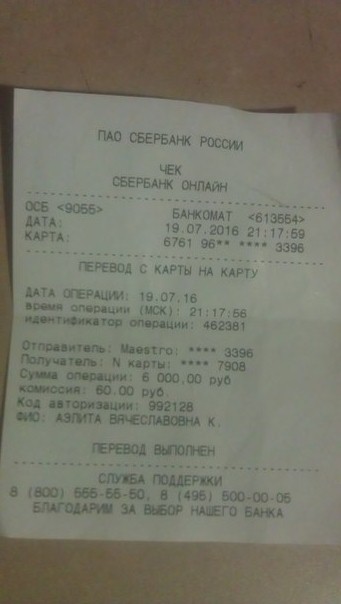 ПАО СБЕРБАНК РОССИИ
ЧЕК
СБЕРБАНК ОНЛАЙН
ОСБ <9055> БАНКОМАТ <613554>
ДАТА: 19.07.2016 21:17:59
КАРТА: 6761 96** **** 3396
ПЕРЕВОД С КАРТЫ НА КАРТУ
ДАТА ОПЕРАЦИИ: 19.07.16
время операции (МСК): 21:17:56
идентификатор операции: 462381
Отправитель: Maestro: **** 3396
Получатель: N карты: **** 7908
Сумма операции: 6 000.00 руб
комиссия: 60.00 руб.
Код авторизации: 992128
ФИО: АЭЛИТА ВЯЧЕСЛАВОВНА К.
ПЕРЕВОД ВЫПОЛНЕН
СЛУЖБА ПОДДЕРЖКИ
8 (800) 555-55-50, 8 (495) 500-00-05
БЛАГОДАРИМ ЗА ВЫБОР НАШЕГО БАНКА